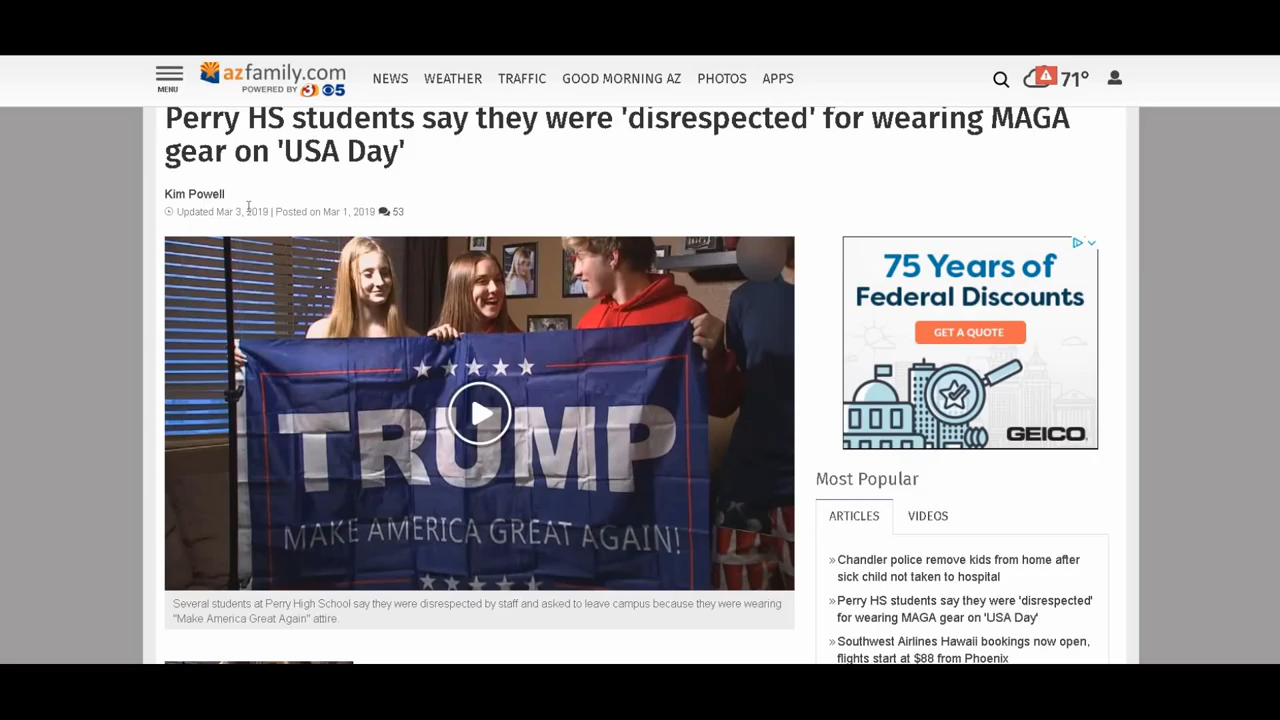 MENU
azfamily.com
POWERED BY 3 5
NEWS WEATHER TRAFFIC GOOD MORNING AZ PHOTOS APPS
71°
Perry HS students say they were 'disrespected' for wearing MAGA
gear on 'USA Day'
Kim Powell
Updated Mar 3, 2019 | Posted on Mar 1, 2019 53
TRUMP
MAKE AMERICA GREAT AGAIN!
Several students at Perry High School say they were disrespected by staff and asked to leave campus because they were wearing
"Make America Great Again" attire.
75 Years of
Federal Discounts
GET A QUOTE
GEICO
Most Popular
ARTICLES VIDEOS
» Chandler police remove kids from home after
sick child not taken to hospital
» Perry HS students say they were 'disrespected'
for wearing MAGA gear on 'USA Day'
» Southwest Airlines Hawaii bookings now open,
flights start at $88 from Phoenix